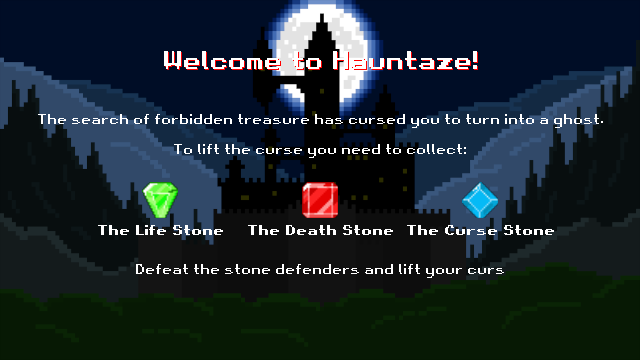 Welcome to Hauntaze!
The search of forbidden treasure has cursed you to turn into a ghost.
To lift the curse you need to collect:
The Life Stone The Death Stone The Curse Stone
Defeat the stone defenders and lift your curs